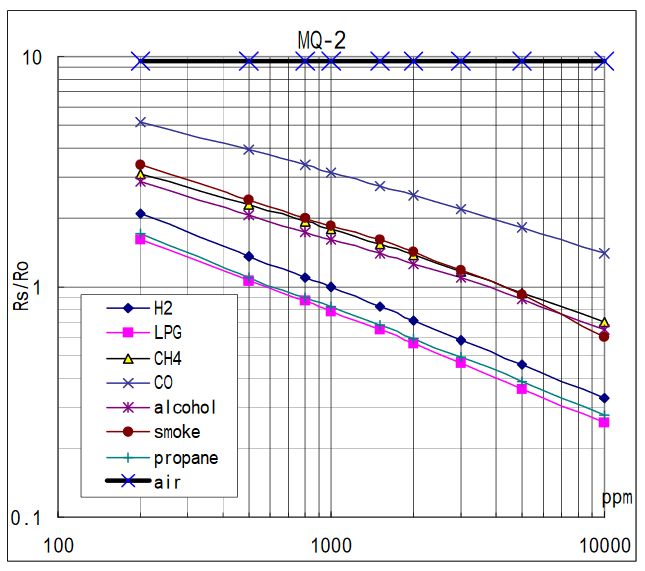 MQ-2
10
1
0.1
Rs/Ro
H2
LPG
CH4
CO
alcohol
smoke
propane
air
ppm
100
1000
10000